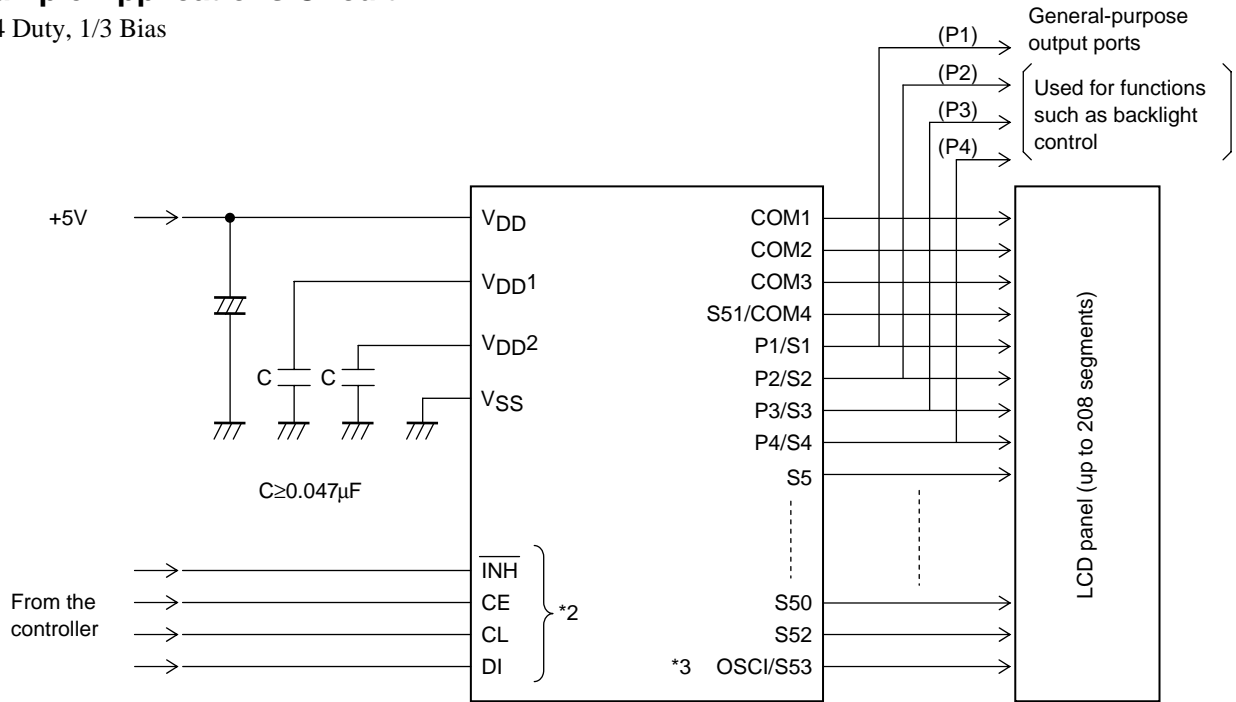 4 Duty, 1/3 Bias
General-purpose
output ports
(P1)
(P2)
(P3)
(P4)
Used for functions
such as backlight
control
+5V
VDD
VDD1
VDD2
VSS
C
C
C≥0.047μF
From the
controller
INH
CE
CL
DI
*2
COM1
COM2
COM3
S51/COM4
P1/S1
P2/S2
P3/S3
P4/S4
S5
S50
S52
*3 OSCI/S53
LCD panel (up to 208 segments)